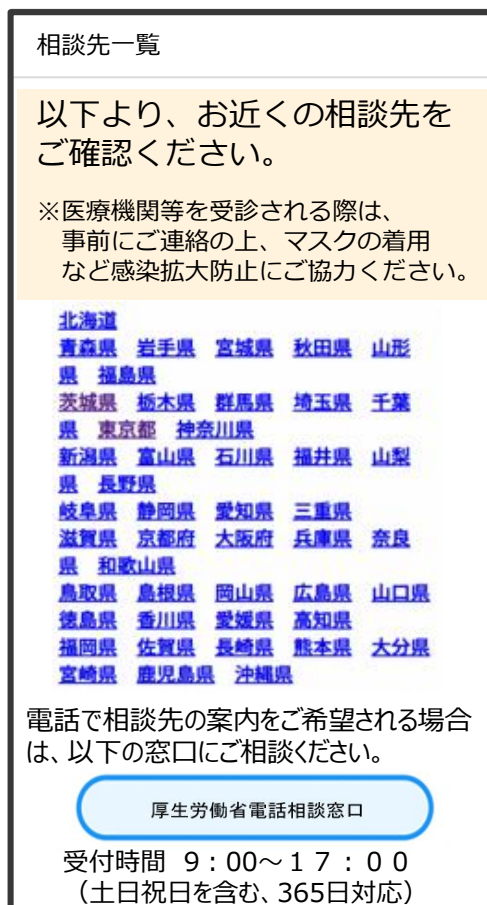 相談先一覧
以下より、お近くの相談先を
ご確認ください。
※医療機関等を受診される際は、
事前にご連絡の上、マスクの着用
など感染拡大防止にご協力ください。
北海道
青森県 岩手県 宮城県 秋田県 山形
県 福島県
茨城県 栃木県 群馬県 埼玉県 千葉
県 東京都 神奈川県
新潟県 富山県 石川県 福井県 山梨
県 長野県
岐阜県 静岡県 愛知県 三重県
滋賀県 京都府 大阪府 兵庫県 奈良
県 和歌山県
鳥取県 島根県 岡山県 広島県 山口県
徳島県 香川県 愛媛県 高知県
福岡県 佐賀県 長崎県 熊本県 大分県
宮崎県 鹿児島県 沖縄県
電話で相談先の案内をご希望される場合
は、以下の窓口にご相談ください。
厚生労働省電話相談窓口
受付時間 9:00～17:00
（土日祝日を含む、365日対応）